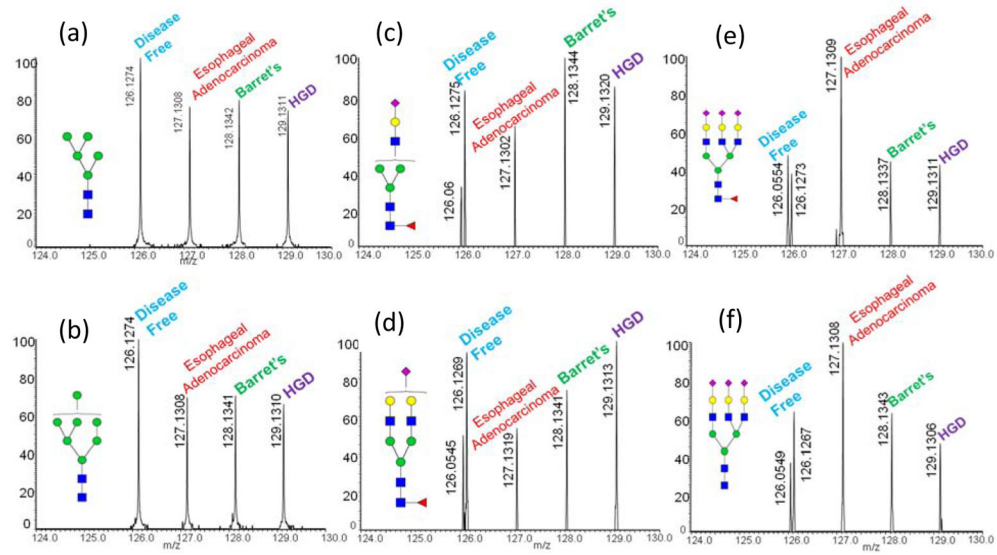 (a)
Disease
Free
Esophageal
Adenocarcinoma
Barret's
HGD
100
80
60
40
20
0
126.1274
127.1308
128.1342
129.1311
124.0 125.0 126.0 127.0 128.0 129.0 130.0
m/z
(c)
Disease
Free
Esophageal
Adenocarcinoma
Barret's
HGD
100
80
60
40
20
0
126.06
126.1275
127.1302
128.1344
129.1320
124.0 125.0 126.0 127.0 128.0 129.0 130.0
(e)
Disease
Free
Esophageal
Adenocarcinoma
Barret's
HGD
100
80
60
40
20
0
126.0554
126.1273
127.1309
128.1337
129.1311
124.0 125.0 126.0 127.0 128.0 129.0 130.0
(b)
Disease
Free
Esophageal
Adenocarcinoma
Barret's
HGD
100
80
60
40
20
0
126.1274
127.1308
128.1341
129.1310
124.0 125.0 126.0 127.0 128.0 129.0 130.0
m/z
(d)
Disease
Free
Esophageal
Adenocarcinoma
Barret's
HGD
100
80
60
40
20
0
126.0545
126.1269
127.1319
128.1341
129.1313
124.0 125.0 126.0 127.0 128.0 129.0 130.0
m/z
(f)
Disease
Free
Esophageal
Adenocarcinoma
Barret's
HGD
100
80
60
40
20
0
126.0549
126.1267
127.1308
128.1343
129.1306
124.0 125.0 126.0 127.0 128.0 129.0 130.0
m/z